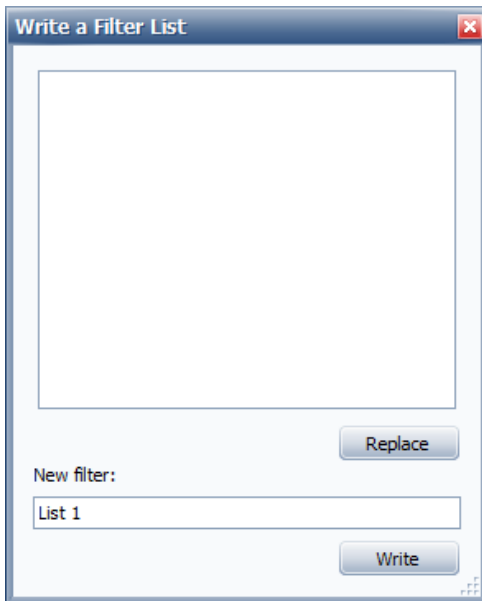 Write a Filter List
Replace
New filter:
List 1
Write